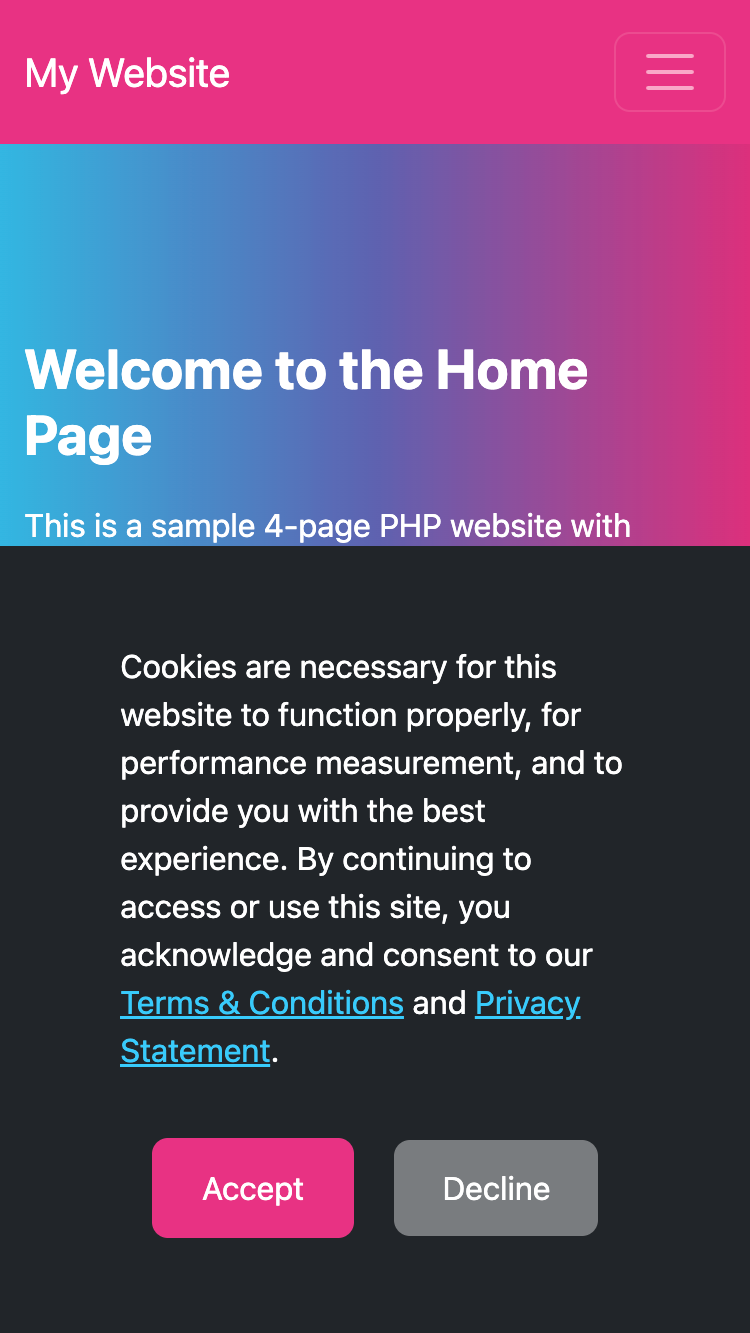 My Website
Welcome to the Home
Page
This is a sample 4-page PHP website with
Cookies are necessary for this
website to function properly, for
performance measurement, and to
provide you with the best
experience. By continuing to
access or use this site, you
acknowledge and consent to our
Terms & Conditions and Privacy
Statement.
Accept
Decline